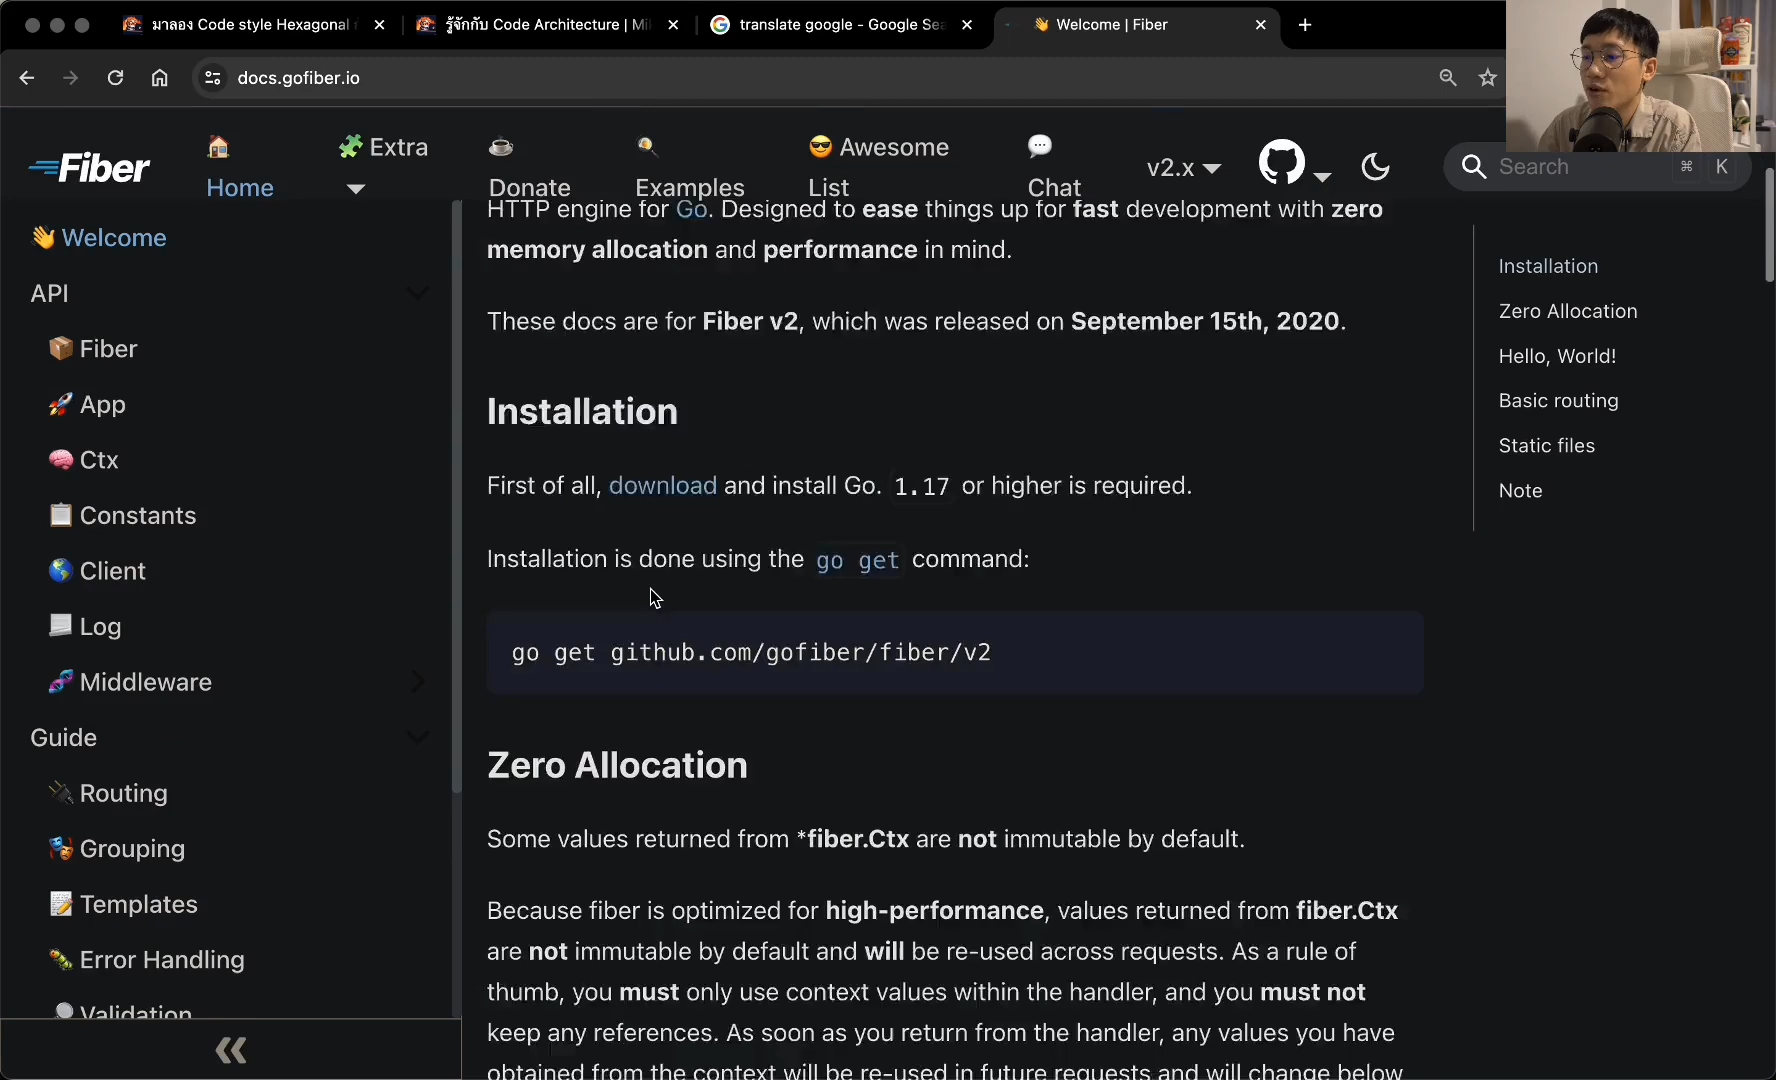 มาลอง Code style Hexagonal
รู้จักกับ Code Architecture | Mi
translate google - Google Sea
Welcome | Fiber
docs.gofiber.io
Fiber
Home
Extra
Donate
Examples
Awesome List
Chat
v2.x
Search
⌘ K
Welcome
API
Fiber
App
Ctx
Constants
Client
Log
Middleware
Guide
Routing
Grouping
Templates
Error Handling
Validation
HTTP engine for Go. Designed to ease things up for fast development with zero
memory allocation and performance in mind.
These docs are for Fiber v2, which was released on September 15th, 2020.
Installation
First of all, download and install Go. 1.17 or higher is required.
Installation is done using the go get command:
go get github.com/gofiber/fiber/v2
Zero Allocation
Some values returned from *fiber.Ctx are not immutable by default.
Because fiber is optimized for high-performance, values returned from fiber.Ctx
are not immutable by default and will be re-used across requests. As a rule of
thumb, you must only use context values within the handler, and you must not
keep any references. As soon as you return from the handler, any values you have
obtained from the context will be re-used in future requests and will change below
Installation
Zero Allocation
Hello, World!
Basic routing
Static files
Note